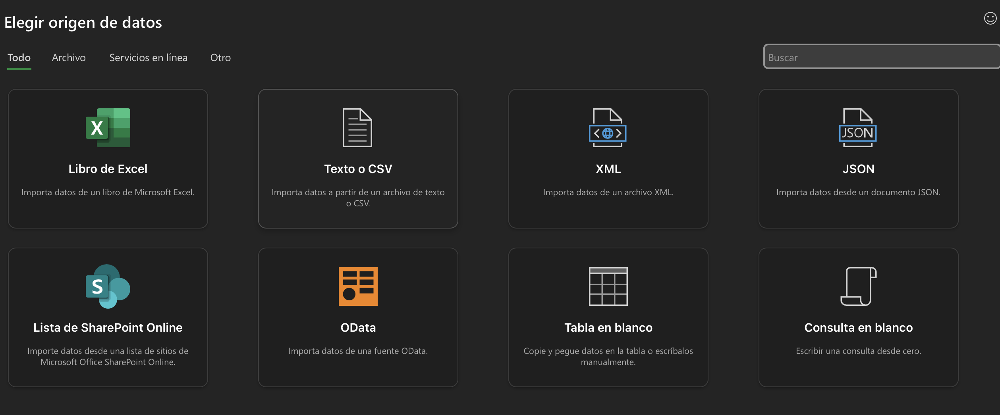 Elegir origen de datos
Todo
Archivo
Servicios en línea
Otro
Buscar
X
Libro de Excel
Importa datos de un libro de Microsoft Excel.
Texto o CSV
Importa datos a partir de un archivo de texto
o CSV.
XML
Importa datos de un archivo XML.
JSON
JSON
Importa datos desde un documento JSON.
S
Lista de SharePoint Online
Importe datos desde una lista de sitios de
Microsoft Office SharePoint Online.
OData
Importa datos de una fuente OData.
Tabla en blanco
Copie y pegue datos en la tabla o escríbalos
manualmente.
Consulta en blanco
Escribir una consulta desde cero.